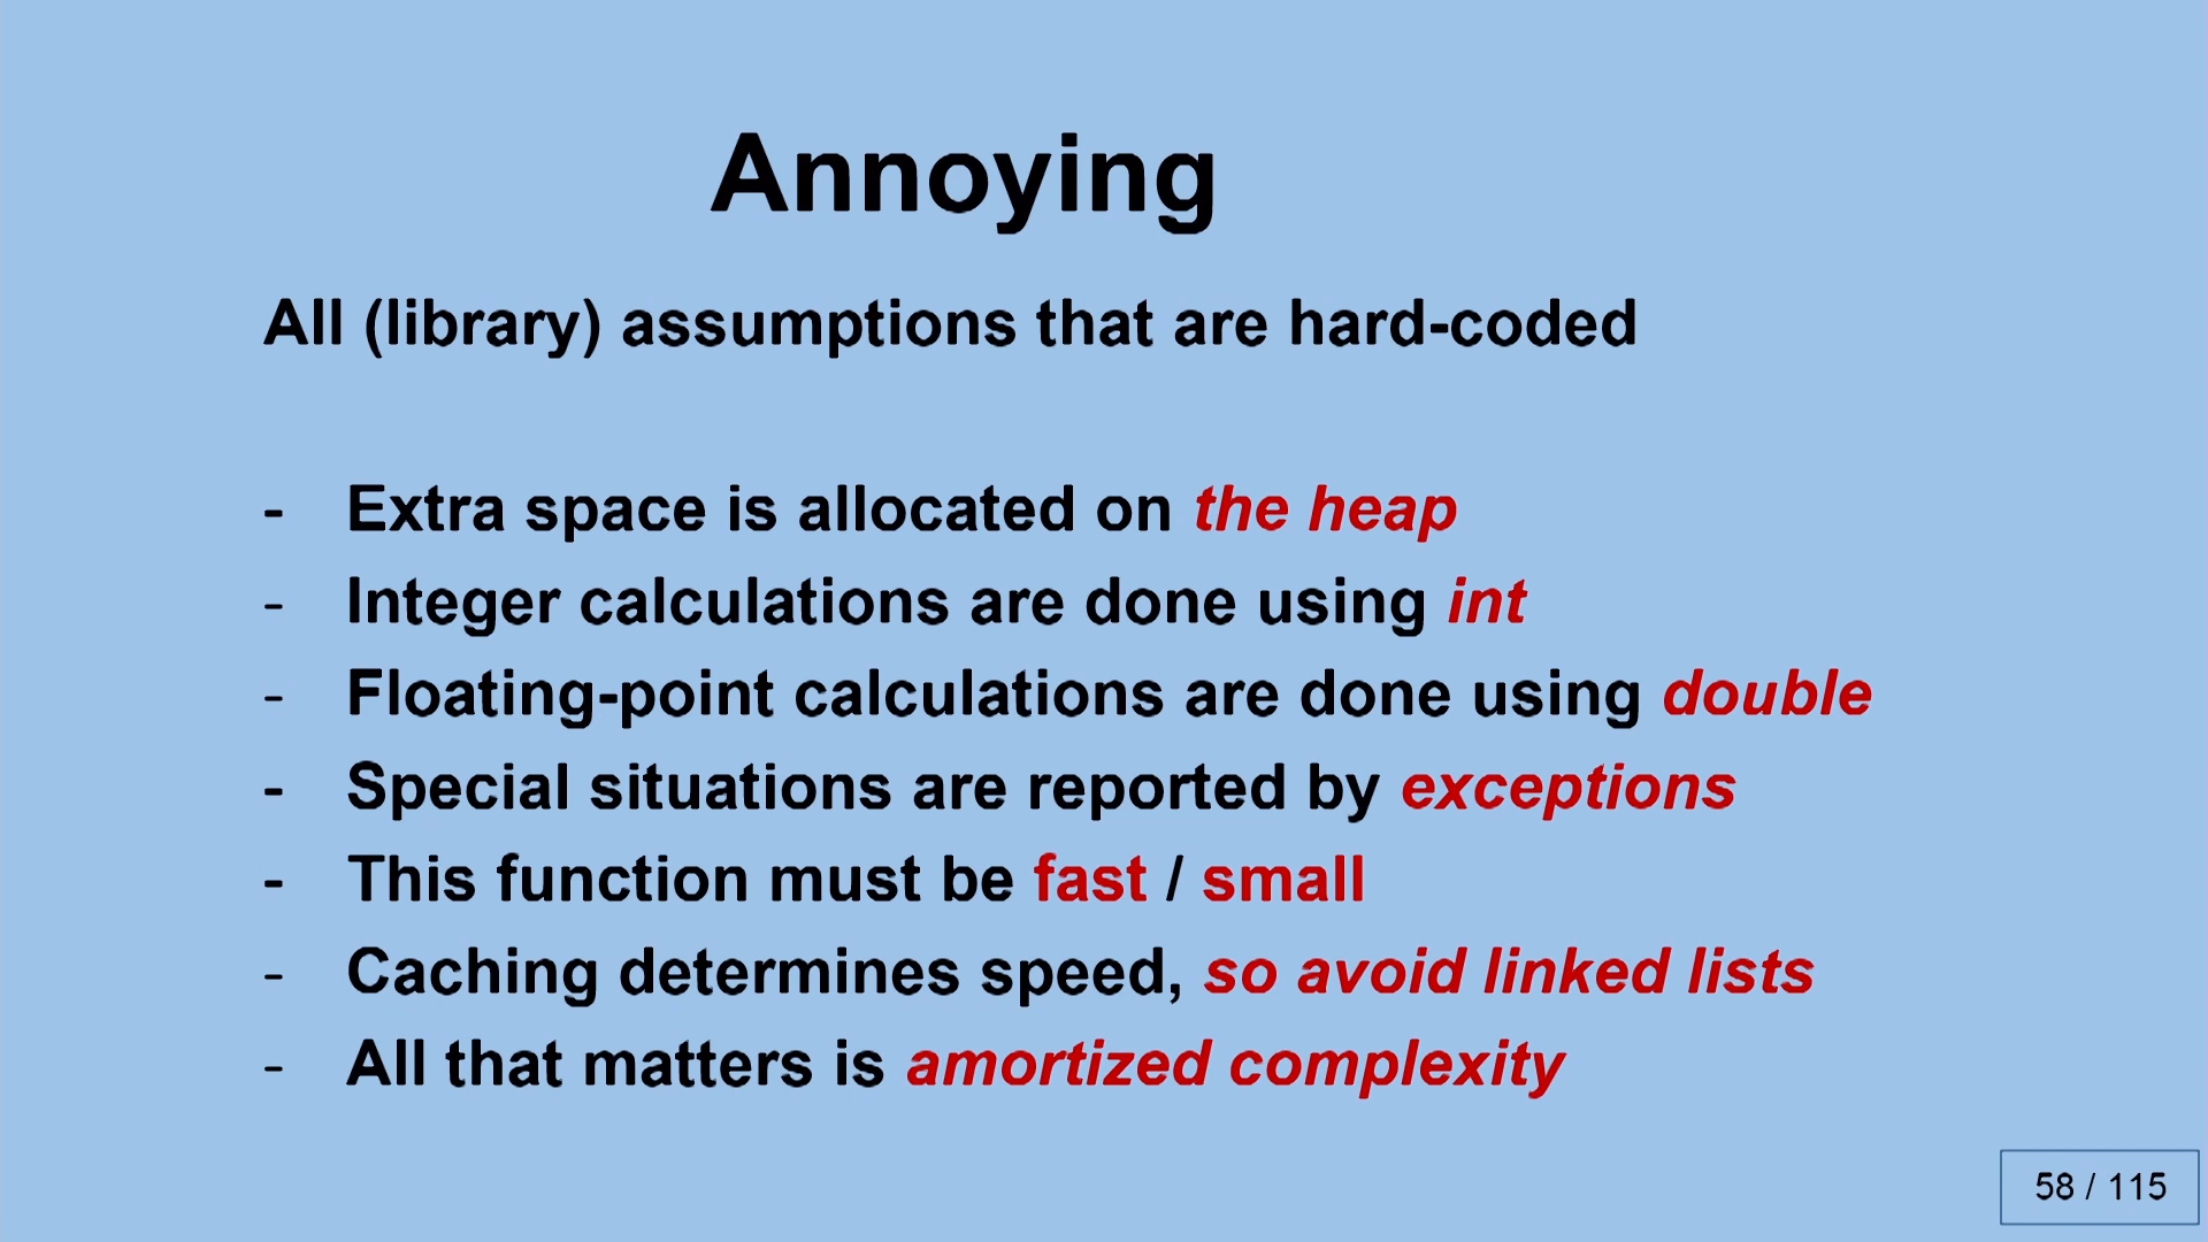 Annoying
All (library) assumptions that are hard-coded
- Extra space is allocated on the heap
- Integer calculations are done using int
- Floating-point calculations are done using double
- Special situations are reported by exceptions
- This function must be fast / small
- Caching determines speed, so avoid linked lists
- All that matters is amortized complexity
58 / 115